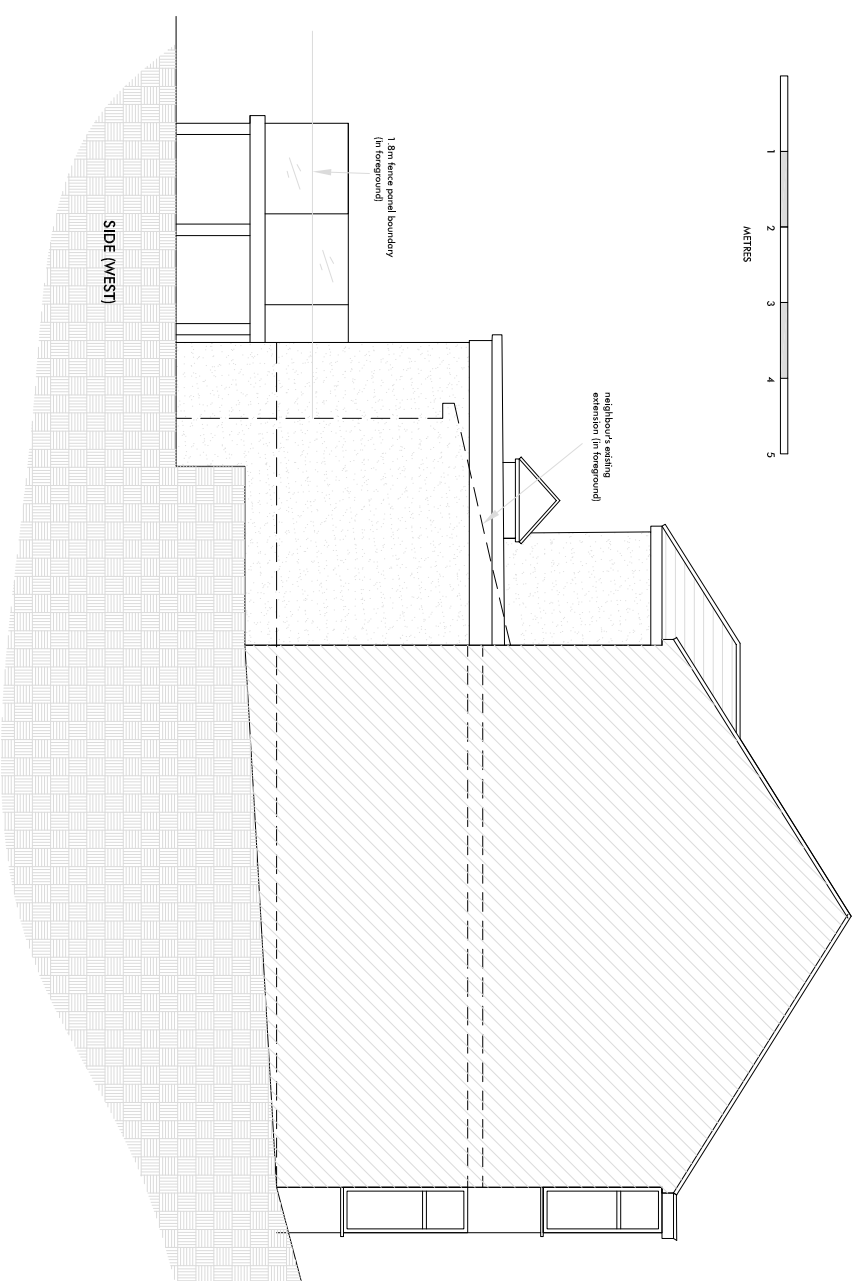 1
2
3
4
5
METRES
neighbour's existing
extension (in foreground)
1.8m fence panel boundary
(in foreground)
SIDE (WEST)